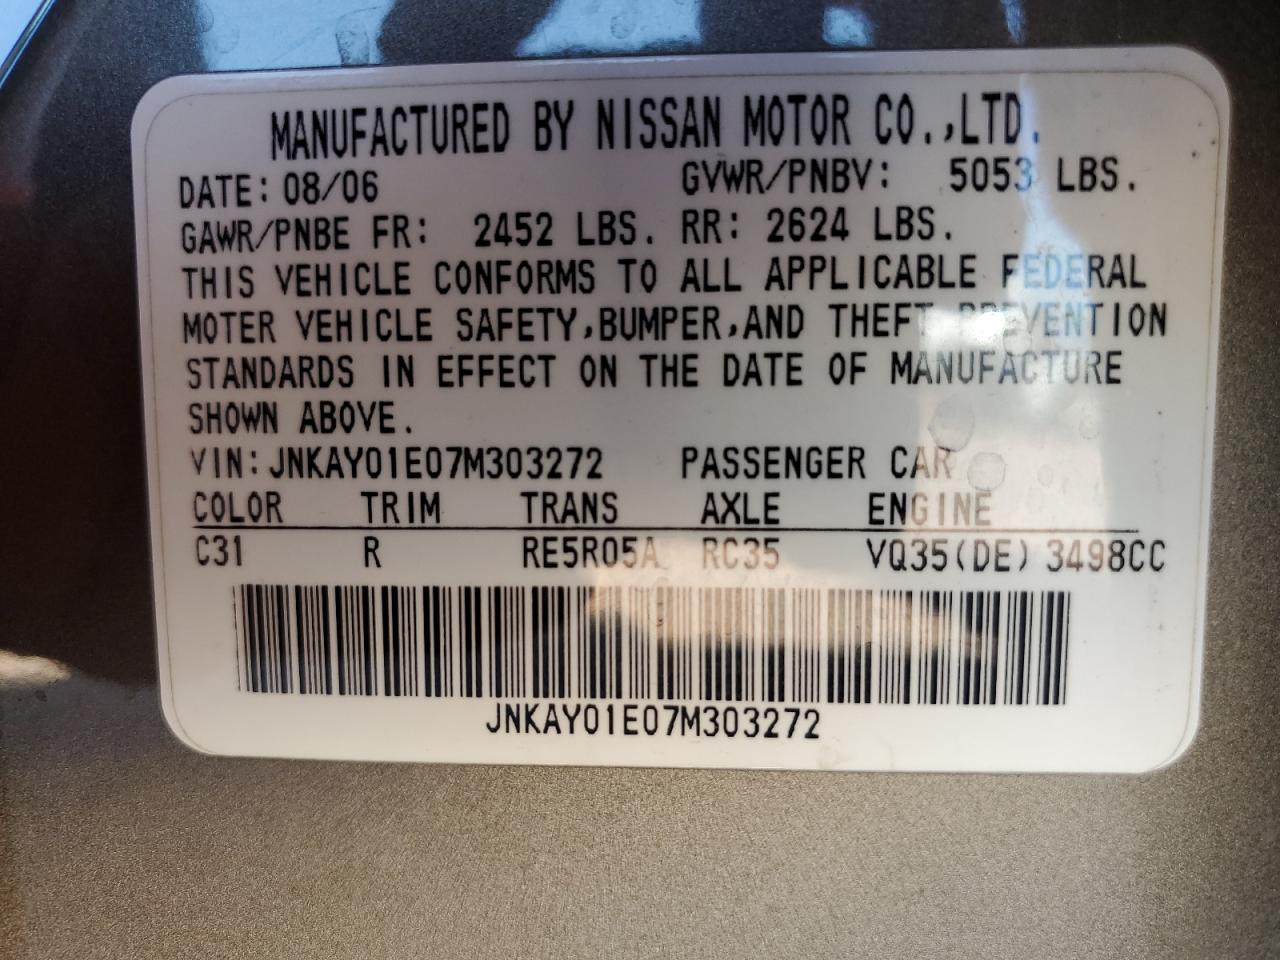 MANUFACTURED BY NISSAN MOTOR CO.,LTD.
DATE: 08/06 GVWR/PNBV: 5053 LBS.
GAWR/PNBE FR: 2452 LBS. RR: 2624 LBS.
THIS VEHICLE CONFORMS TO ALL APPLICABLE FEDERAL
MOTER VEHICLE SAFETY,BUMPER,AND THEFT PREVENTION
STANDARDS IN EFFECT ON THE DATE OF MANUFACTURE
SHOWN ABOVE.
VIN: JNKAY01E07M303272 PASSENGER CAR
COLOR TRIM TRANS AXLE ENGINE
C31 R RE5R05A RC35 VQ35(DE) 3498CC
JNKAY01E07M303272